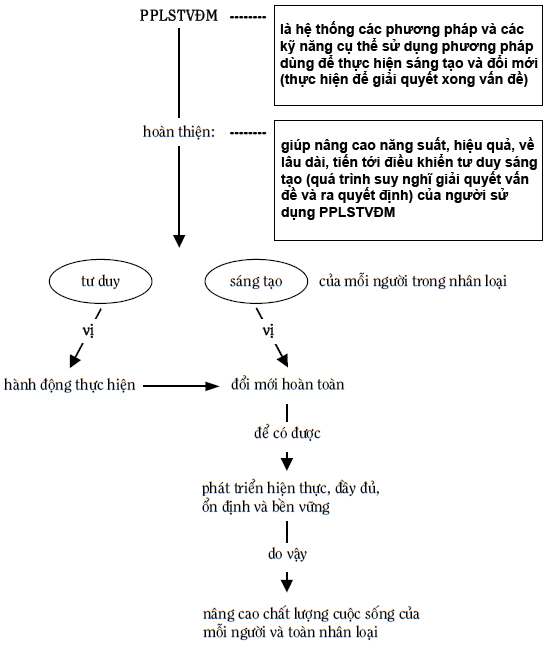 PPLSTVĐM
là hệ thống các phương pháp và các
kỹ năng cụ thể sử dụng phương pháp
dùng để thực hiện sáng tạo và đổi mới
(thực hiện để giải quyết xong vấn đề)
hoàn thiện:
giúp nâng cao năng suất, hiệu quả, về
lâu dài, tiến tới điều khiển tư duy sáng
tạo (quá trình suy nghĩ giải quyết vấn
đề và ra quyết định) của người sử
dụng PPLSTVĐM
tư duy
sáng tạo
của mỗi người trong nhân loại
vị
vị
hành động thực hiện
đổi mới hoàn toàn
để có được
phát triển hiện thực, đầy đủ,
ổn định và bền vững
do vậy
nâng cao chất lượng cuộc sống của
mỗi người và toàn nhân loại